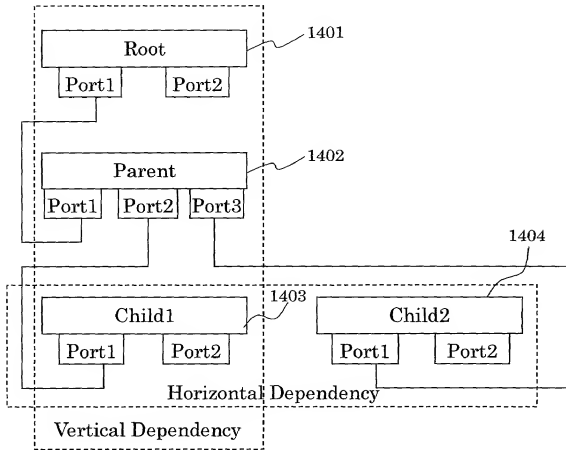 Root
1401
Port1 Port2
Parent
1402
Port1 Port2 Port3
1404
Child1
1403
Child2
Port1 Port2 Port1 Port2
Horizontal Dependency
Vertical Dependency